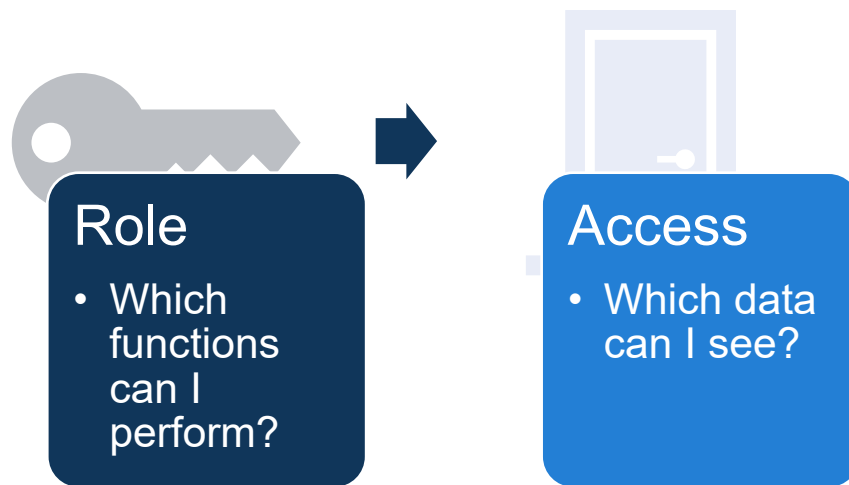 Role
• Which
functions
can I
perform?
Access
• Which data
can I see?